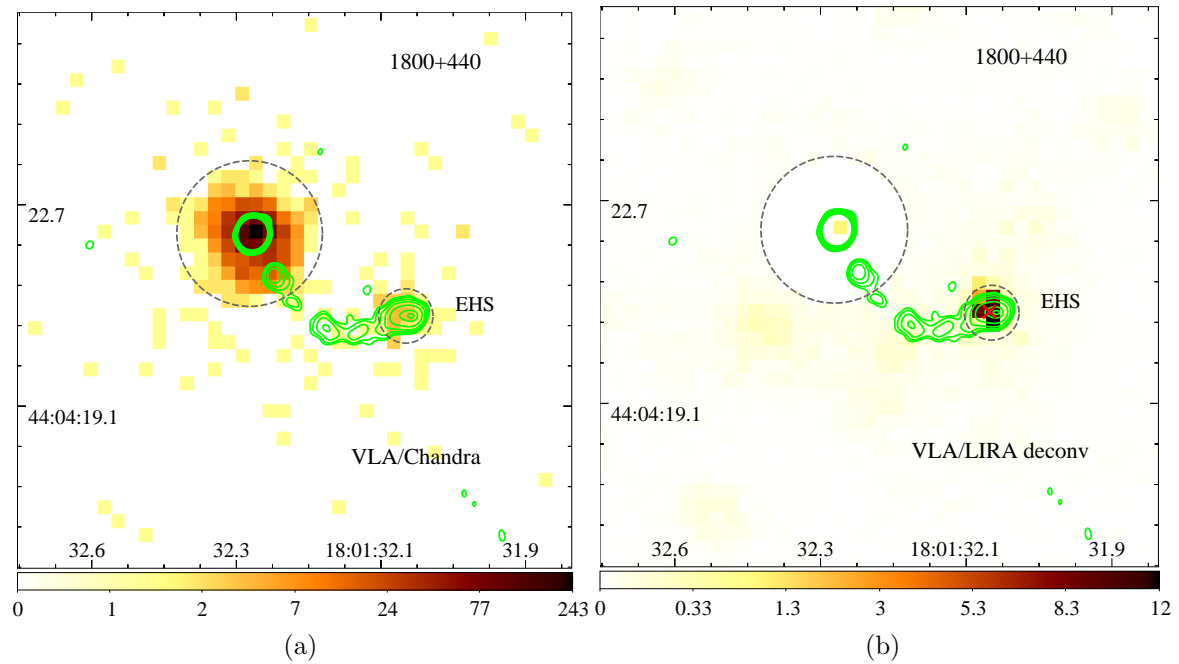 1800+440
22.7
EHS
44:04:19.1
VLA/Chandra
32.6 32.3 18:01:32.1 31.9
0 1 2 7 24 77 243
(a)
1800+440
22.7
EHS
44:04:19.1
VLA/LIRA deconv
32.6 32.3 18:01:32.1 31.9
0 0.33 1.3 3 5.3 8.3 12
(b)